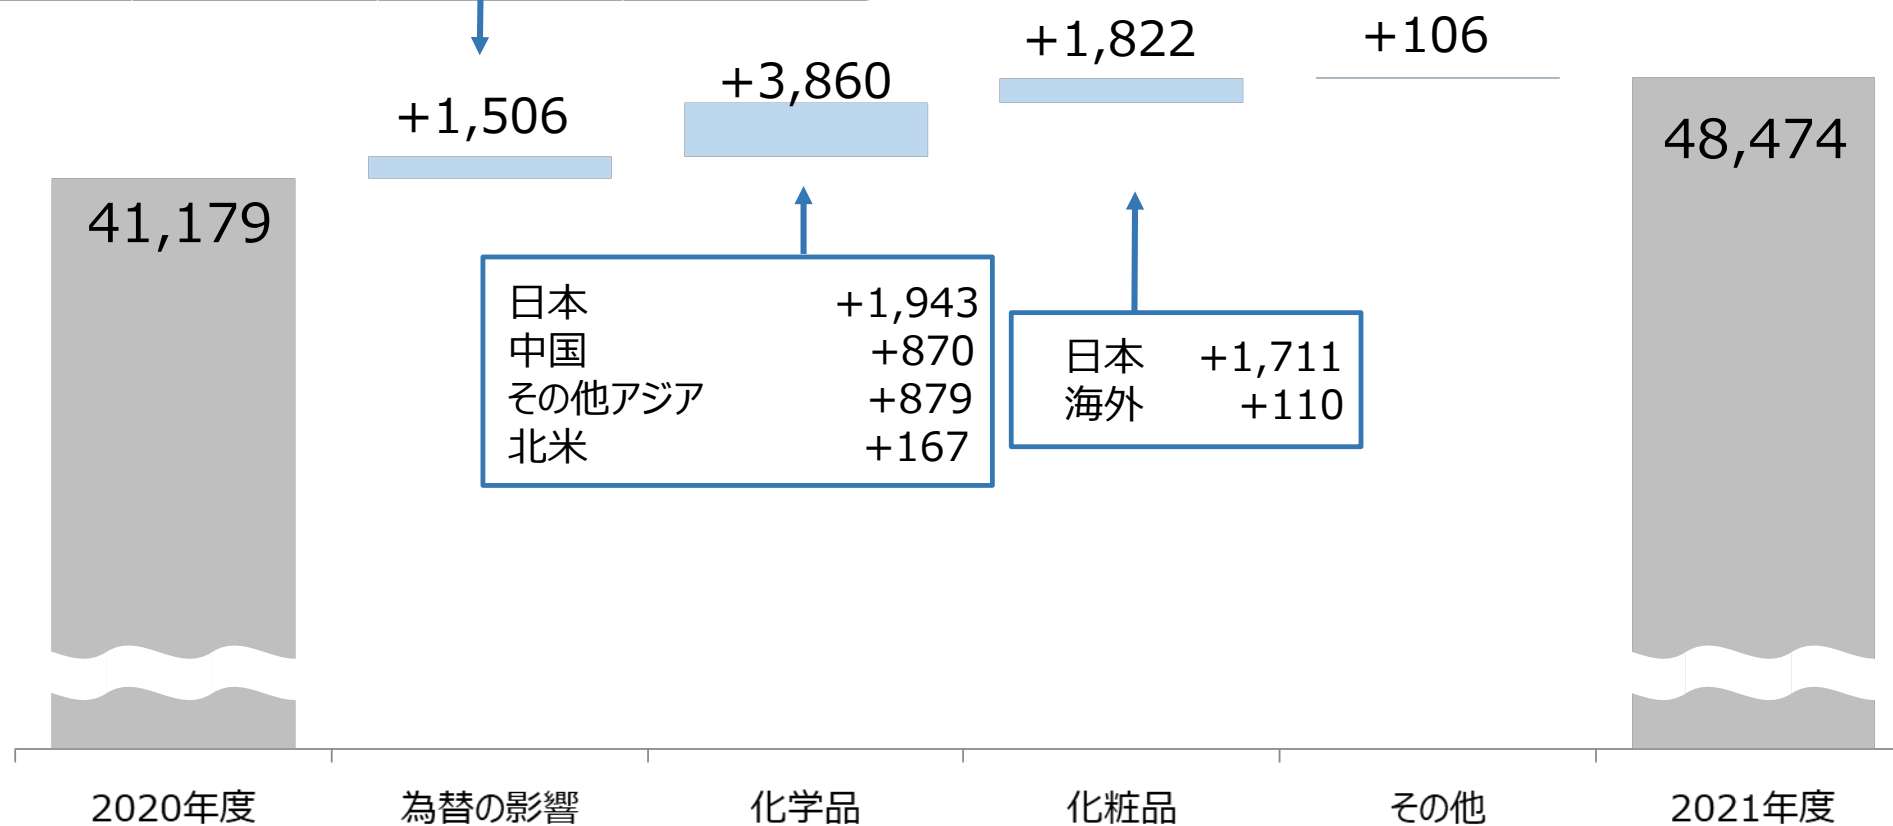 +1,506
+3,860
+1,822
+106
41,179
48,474
日本 +1,943
中国 +870
その他アジア +879
北米 +167
日本 +1,711
海外 +110
2020年度 為替の影響 化学品 化粧品 その他 2021年度